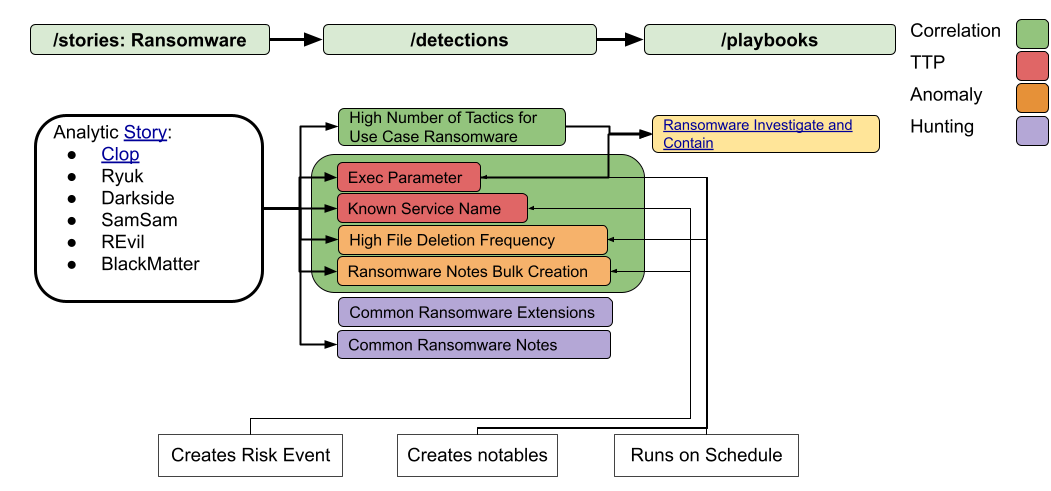 /stories: Ransomware
/detections
/playbooks
Correlation
TTP
Anomaly
Hunting
Analytic Story:
● Clop
● Ryuk
● Darkside
● SamSam
● REvil
● BlackMatter
High Number of Tactics for
Use Case Ransomware
Exec Parameter
Known Service Name
High File Deletion Frequency
Ransomware Notes Bulk Creation
Common Ransomware Extensions
Common Ransomware Notes
Ransomware Investigate and
Contain
Creates Risk Event
Creates notables
Runs on Schedule